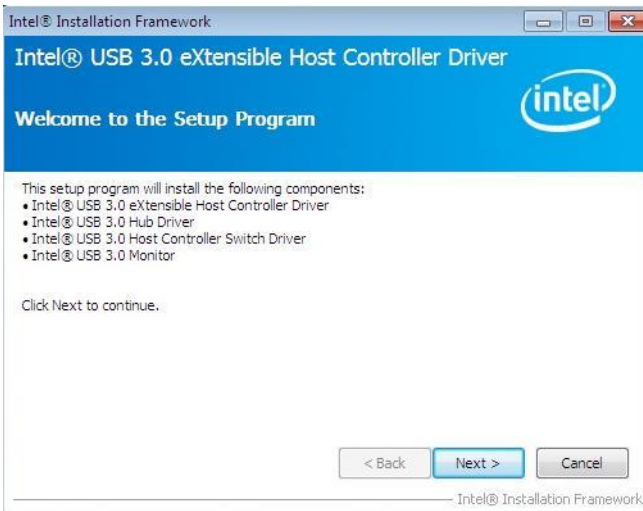 Intel® Installation Framework
Intel® USB 3.0 eXtensible Host Controller Driver
intel
Welcome to the Setup Program
This setup program will install the following components:
• Intel® USB 3.0 eXtensible Host Controller Driver
• Intel® USB 3.0 Hub Driver
• Intel® USB 3.0 Host Controller Switch Driver
• Intel® USB 3.0 Monitor
Click Next to continue.
< Back Next > Cancel
Intel® Installation Framework